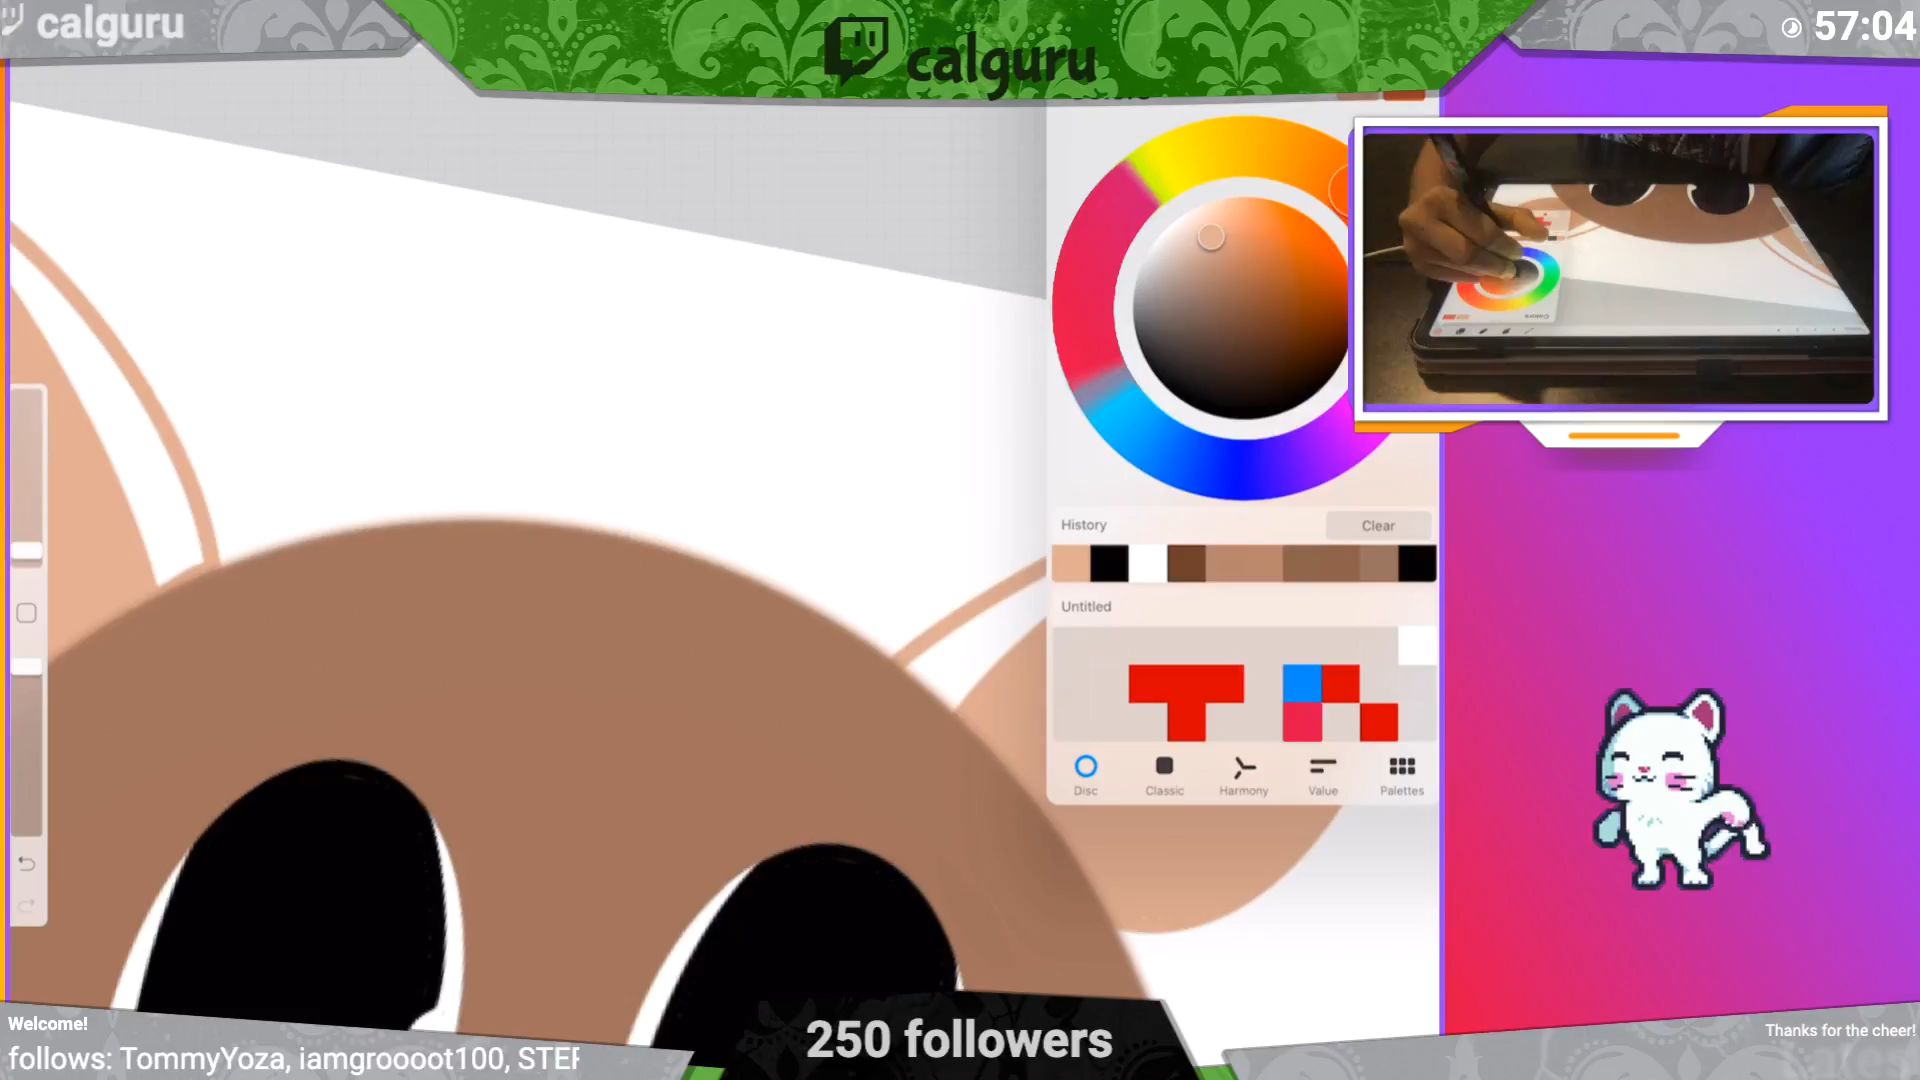 calguru
calguru
57:04
History
Clear
Untitled
Disc
Classic
Harmony
Value
Palettes
Welcome!
follows: TommyYoza, iamgroooot100, STEF
250 followers
Thanks for the cheer!